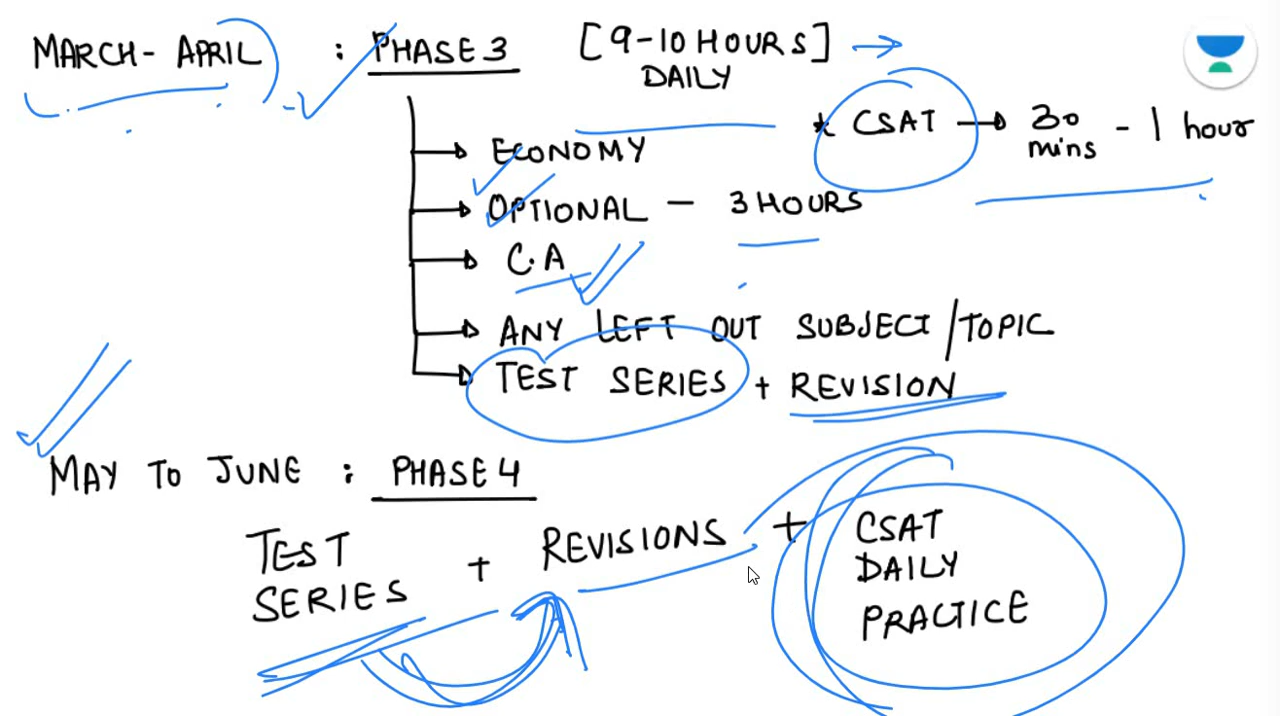 MARCH - APRIL : PHASE 3 [9-10 HOURS] →
DAILY
* CSAT → 30 mins - 1 hour
→ ECONOMY
→ OPTIONAL - 3 HOURS
→ C.A
→ ANY LEFT OUT SUBJECT/TOPIC
→ TEST SERIES + REVISION
MAY TO JUNE : PHASE 4
TEST SERIES + REVISIONS + CSAT DAILY PRACTICE